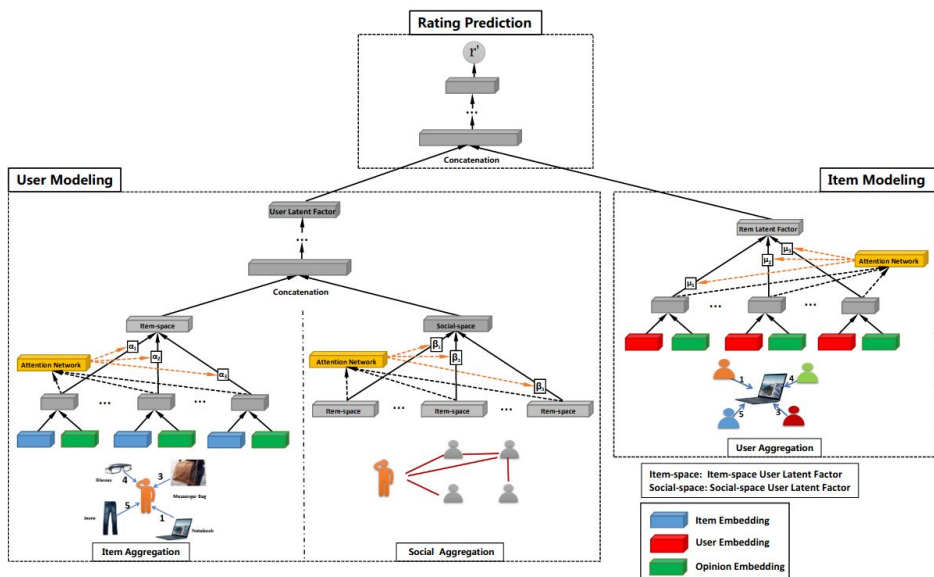 Rating Prediction
r'
...
Concatenation
User Modeling
User Latent Factor
...
Concatenation
Item-space
Attention Network
α₁
α₂
α₃
...
...
Glasses
4
3
Messenger Bag
Jeans
5
1
Notebook
Item Aggregation
Social-space
Attention Network
β₁
β₂
β₃
Item-space
...
Item-space
...
Item-space
Social Aggregation
Item Modeling
Item Latent Factor
Attention Network
μ₁
μ₂
μ₃
...
...
1
4
5
3
User Aggregation
Item-space: Item-space User Latent Factor
Social-space: Social-space User Latent Factor
Item Embedding
User Embedding
Opinion Embedding